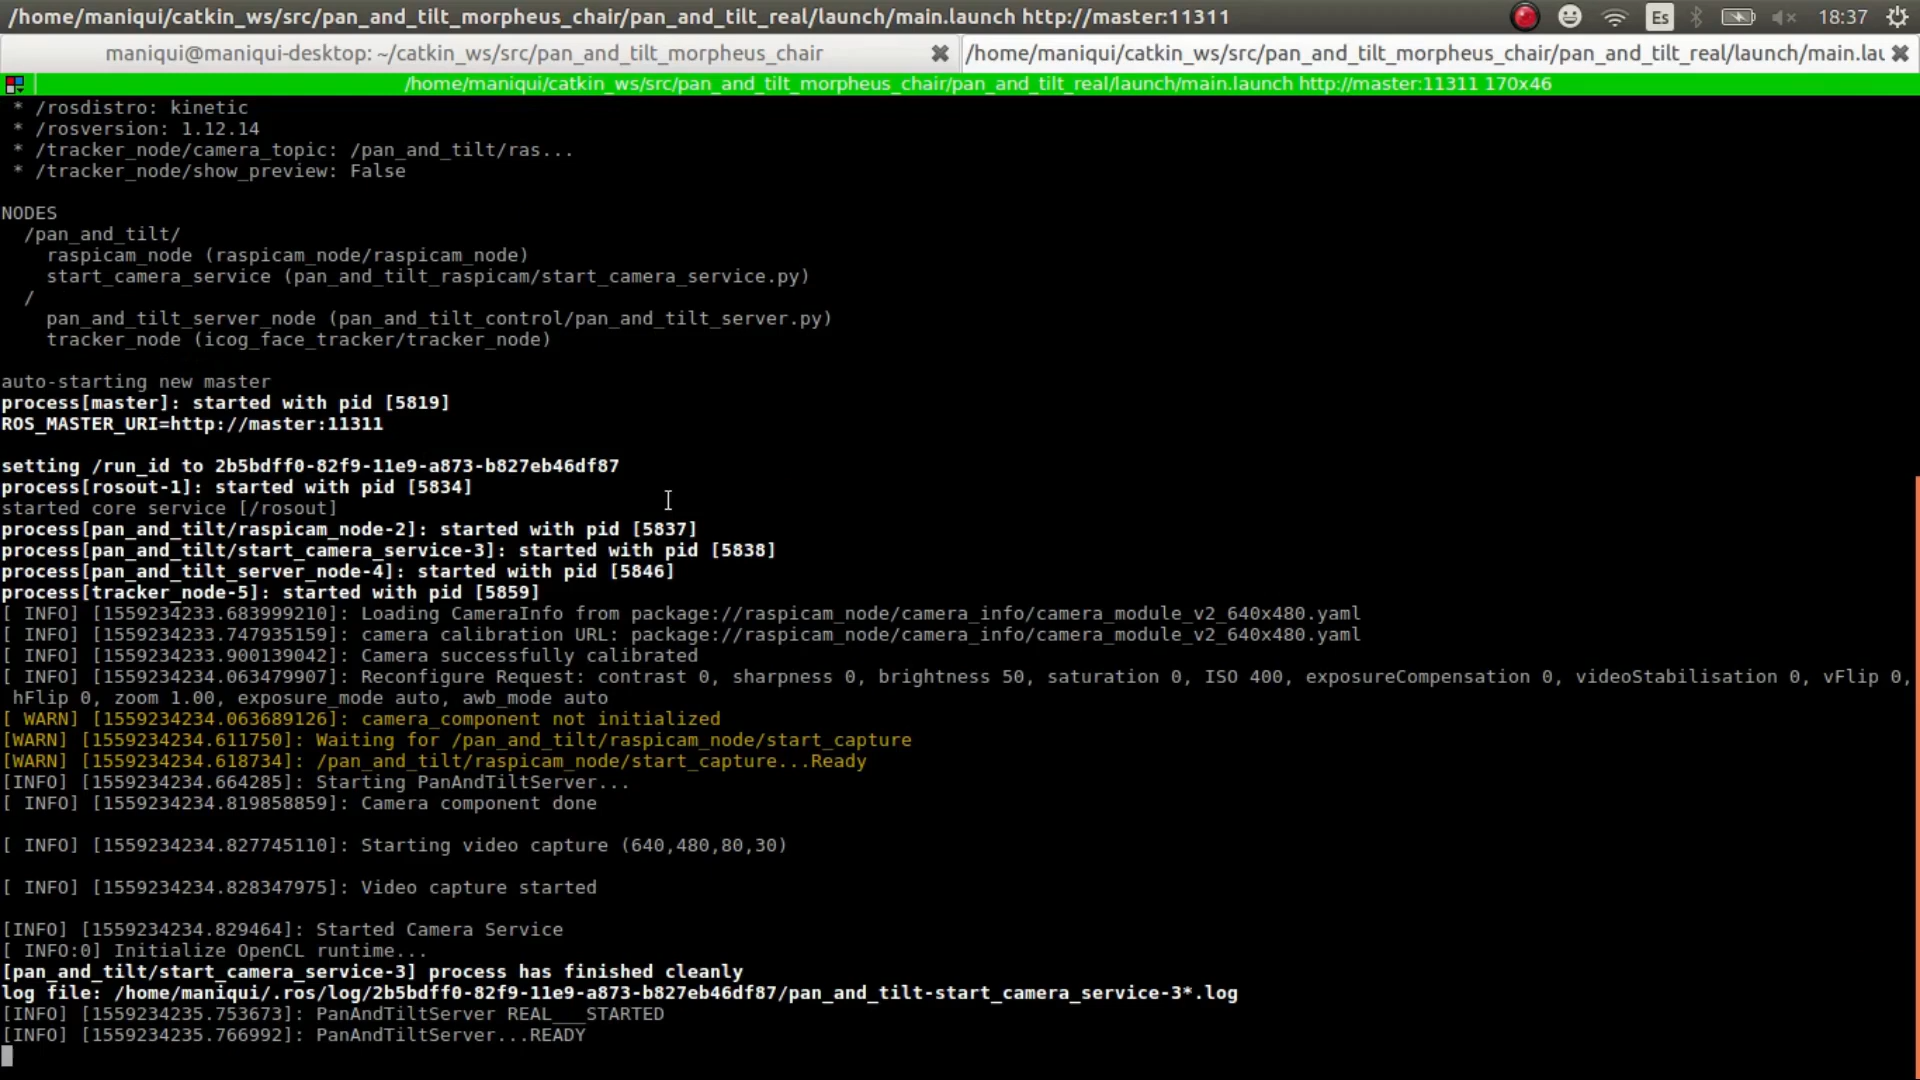 /home/maniqui/catkin_ws/src/pan_and_tilt_morpheus_chair/pan_and_tilt_real/launch/main.launch http://master:11311
Es
18:37
maniqui@maniqui-desktop: ~/catkin_ws/src/pan_and_tilt_morpheus_chair
/home/maniqui/catkin_ws/src/pan_and_tilt_morpheus_chair/pan_and_tilt_real/launch/main.lau
/home/maniqui/catkin_ws/src/pan_and_tilt_morpheus_chair/pan_and_tilt_real/launch/main.launch http://master:11311 170x46
* /rosdistro: kinetic
* /rosversion: 1.12.14
* /tracker_node/camera_topic: /pan_and_tilt/ras...
* /tracker_node/show_preview: False
NODES
/pan_and_tilt/
raspicam_node (raspicam_node/raspicam_node)
start_camera_service (pan_and_tilt_raspicam/start_camera_service.py)
/
pan_and_tilt_server_node (pan_and_tilt_control/pan_and_tilt_server.py)
tracker_node (icog_face_tracker/tracker_node)
auto-starting new master
process[master]: started with pid [5819]
ROS_MASTER_URI=http://master:11311
setting /run_id to 2b5bdff0-82f9-11e9-a873-b827eb46df87
process[rosout-1]: started with pid [5834]
started core service [/rosout]
process[pan_and_tilt/raspicam_node-2]: started with pid [5837]
process[pan_and_tilt/start_camera_service-3]: started with pid [5838]
process[pan_and_tilt_server_node-4]: started with pid [5846]
process[tracker_node-5]: started with pid [5859]
[ INFO] [1559234233.683999210]: Loading CameraInfo from package://raspicam_node/camera_info/camera_module_v2_640x480.yaml
[ INFO] [1559234233.747935159]: camera calibration URL: package://raspicam_node/camera_info/camera_module_v2_640x480.yaml
[ INFO] [1559234233.900139042]: Camera successfully calibrated
[ INFO] [1559234234.063479907]: Reconfigure Request: contrast 0, sharpness 0, brightness 50, saturation 0, ISO 400, exposureCompensation 0, videoStabilisation 0, vFlip 0,
hFlip 0, zoom 1.00, exposure_mode auto, awb_mode auto
[ WARN] [1559234234.063689126]: camera_component not initialized
[WARN] [1559234234.611750]: Waiting for /pan_and_tilt/raspicam_node/start_capture
[WARN] [1559234234.618734]: /pan_and_tilt/raspicam_node/start_capture...Ready
[INFO] [1559234234.664285]: Starting PanAndTiltServer...
[ INFO] [1559234234.819858859]: Camera component done
[ INFO] [1559234234.827745110]: Starting video capture (640,480,80,30)
[ INFO] [1559234234.828347975]: Video capture started
[INFO] [1559234234.829464]: Started Camera Service
[ INFO:0] Initialize OpenCL runtime...
[pan_and_tilt/start_camera_service-3] process has finished cleanly
log file: /home/maniqui/.ros/log/2b5bdff0-82f9-11e9-a873-b827eb46df87/pan_and_tilt-start_camera_service-3*.log
[INFO] [1559234235.753673]: PanAndTiltServer REAL___STARTED
[INFO] [1559234235.766992]: PanAndTiltServer...READY